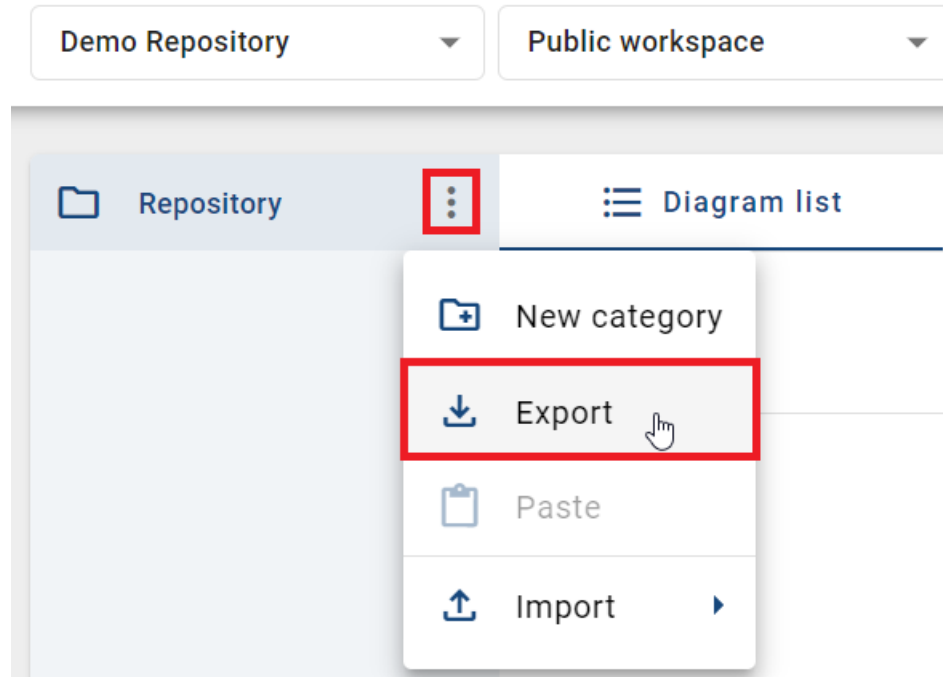 Demo Repository
Public workspace
Repository
Diagram list
New category
Export
Paste
Import